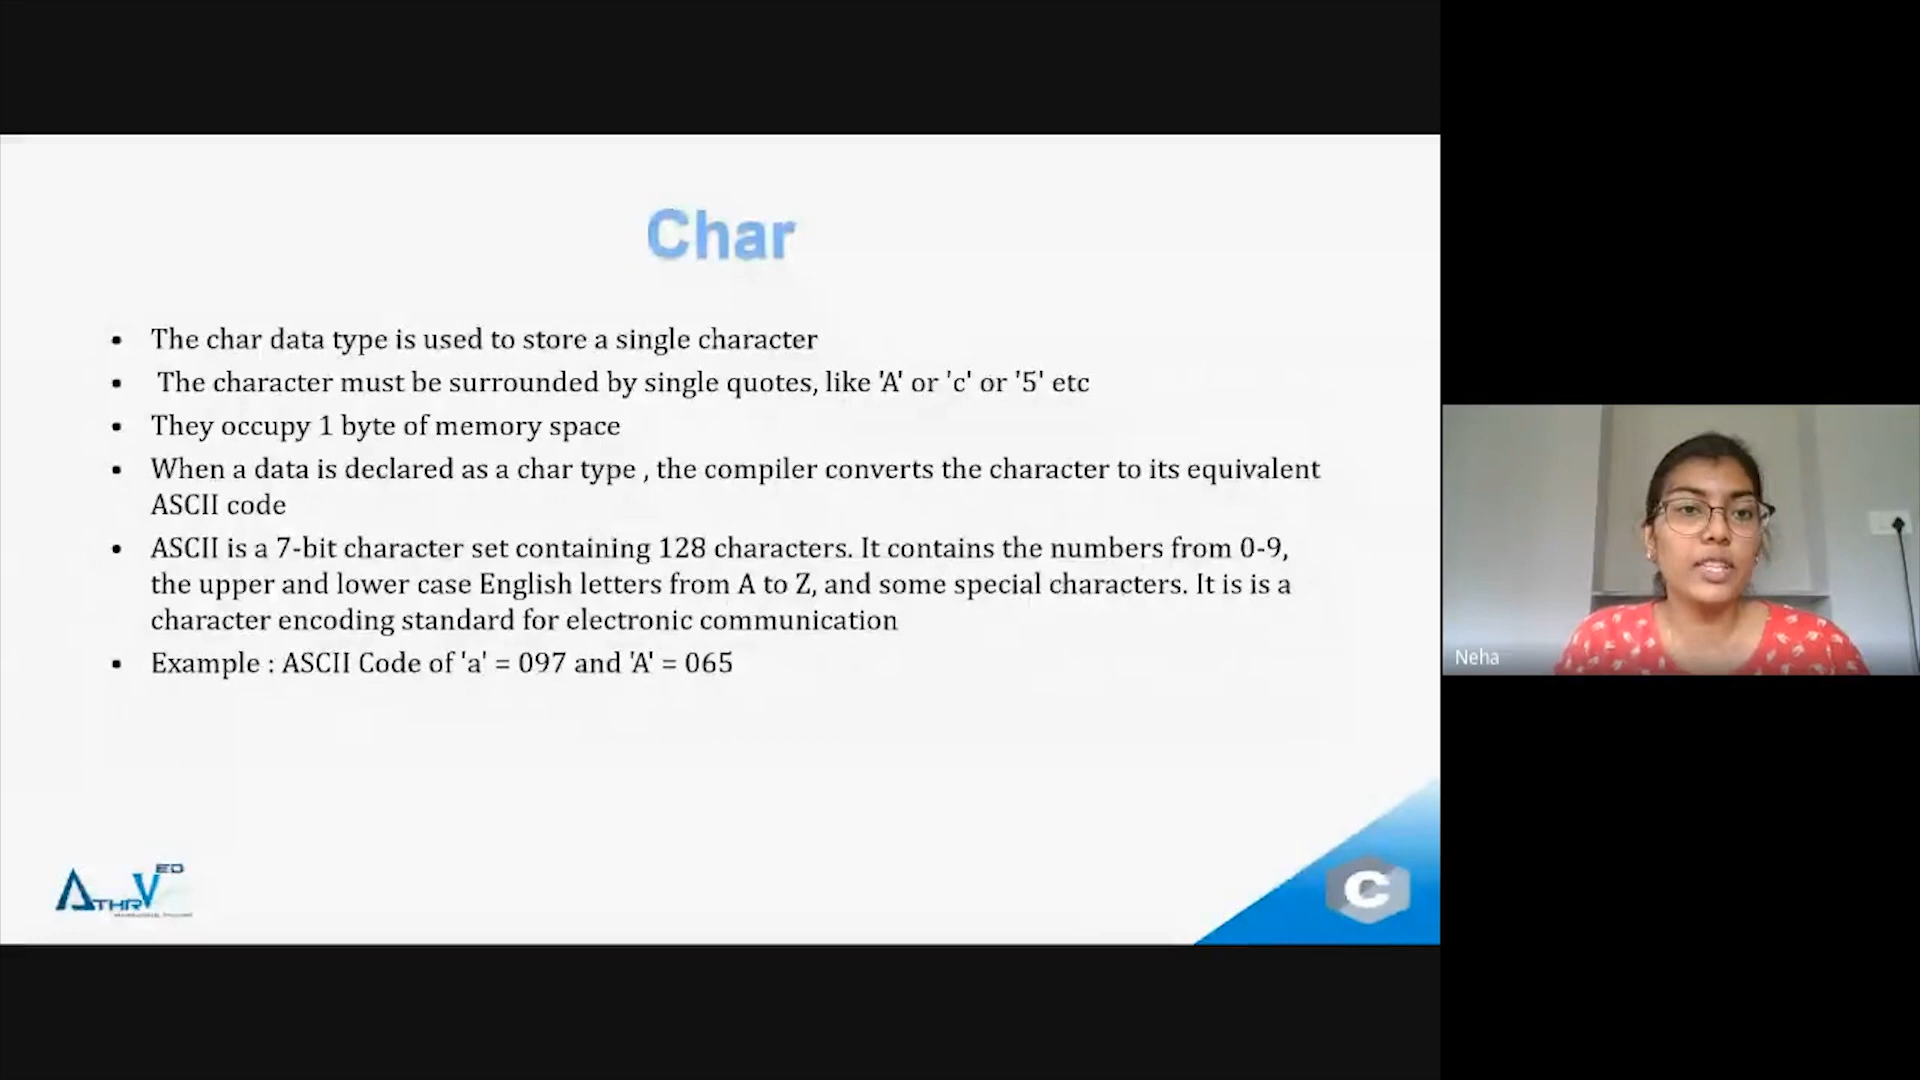 Char
• The char data type is used to store a single character
• The character must be surrounded by single quotes, like 'A' or 'c' or '5' etc
• They occupy 1 byte of memory space
• When a data is declared as a char type , the compiler converts the character to its equivalent
ASCII code
• ASCII is a 7-bit character set containing 128 characters. It contains the numbers from 0-9,
the upper and lower case English letters from A to Z, and some special characters. It is is a
character encoding standard for electronic communication
• Example : ASCII Code of 'a' = 097 and 'A' = 065
Neha
ATHRVED
C